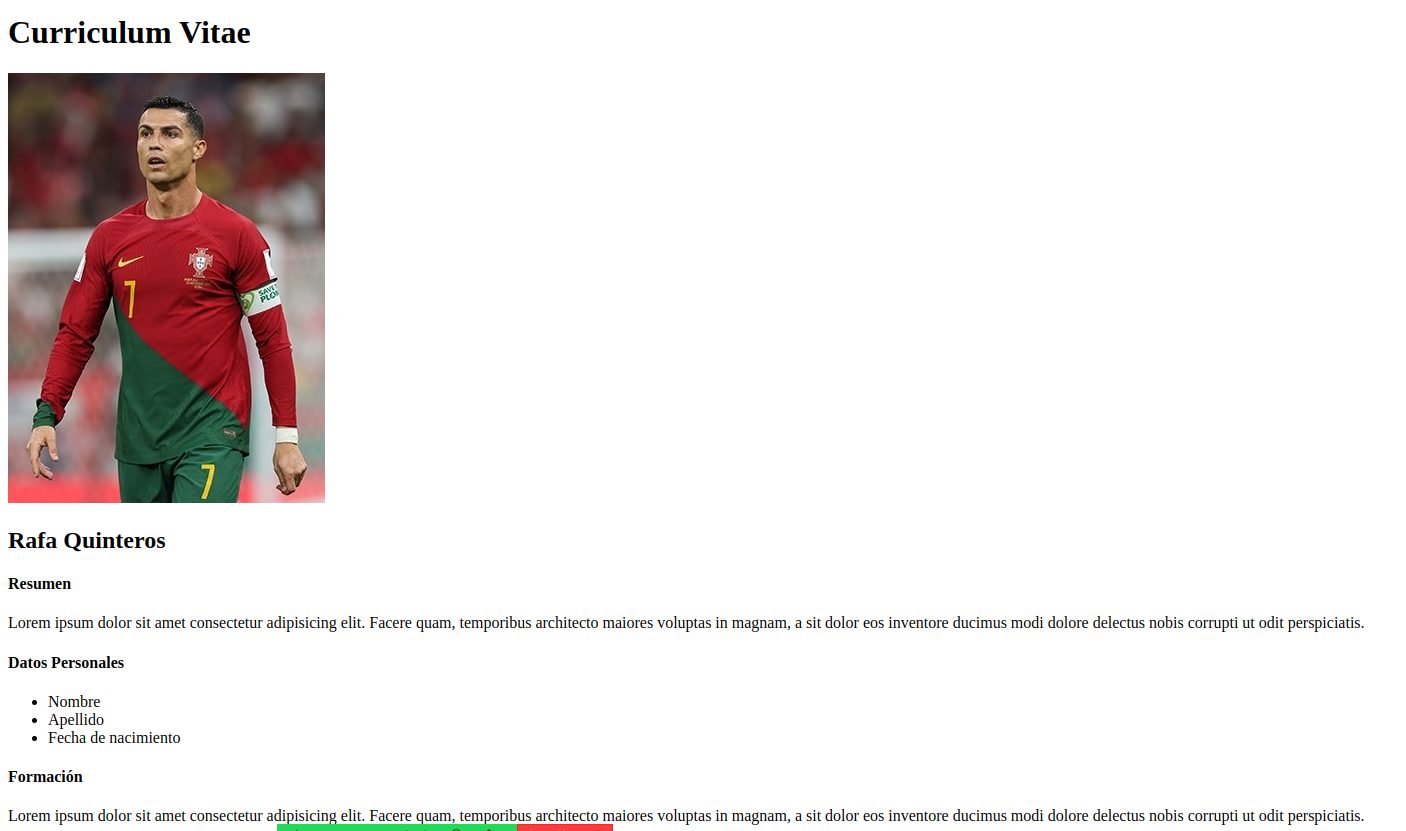 Curriculum Vitae
7
7
Rafa Quinteros
Resumen
Lorem ipsum dolor sit amet consectetur adipisicing elit. Facere quam, temporibus architecto maiores voluptas in magnam, a sit dolor eos inventore ducimus modi dolore delectus nobis corrupti ut odit perspiciatis.
Datos Personales
Nombre
Apellido
Fecha de nacimiento
Formación
Lorem ipsum dolor sit amet consectetur adipisicing elit. Facere quam, temporibus architecto maiores voluptas in magnam, a sit dolor eos inventore ducimus modi dolore delectus nobis corrupti ut odit perspiciatis.